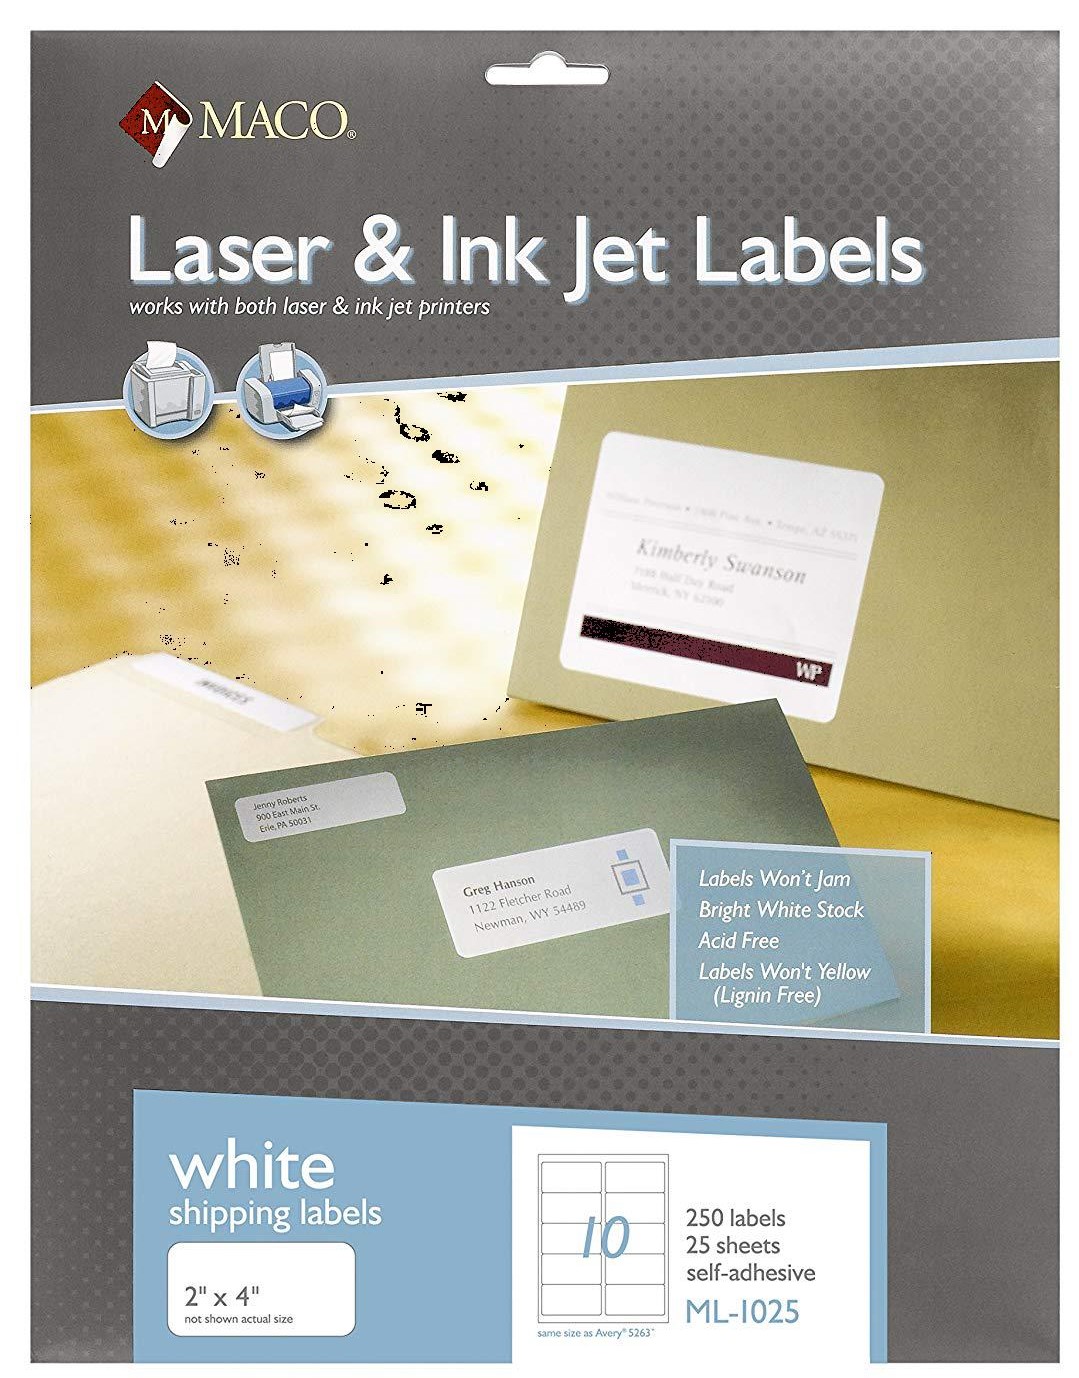 M MACO®
Laser & Ink Jet Labels
works with both laser & ink jet printers
Kimberly Swanson
WP
INVOICES
Jenny Roberts
900 East Main St.
Erie, PA 50031
Greg Hanson
1122 Fletcher Road
Newman, WY 54489
Labels Won't Jam
Bright White Stock
Acid Free
Labels Won't Yellow
(Lignin Free)
white
shipping labels
2" x 4"
not shown actual size
10
250 labels
25 sheets
self-adhesive
ML-1025
same size as Avery® 5263™